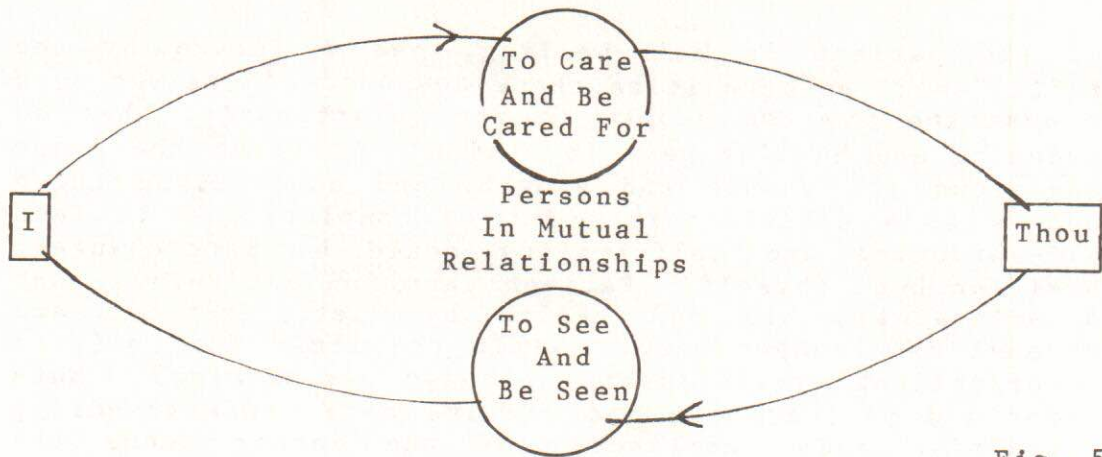 To Care
And Be
Cared For
Persons
In Mutual
Relationships
I
Thou
To See
And
Be Seen
Fig. 5